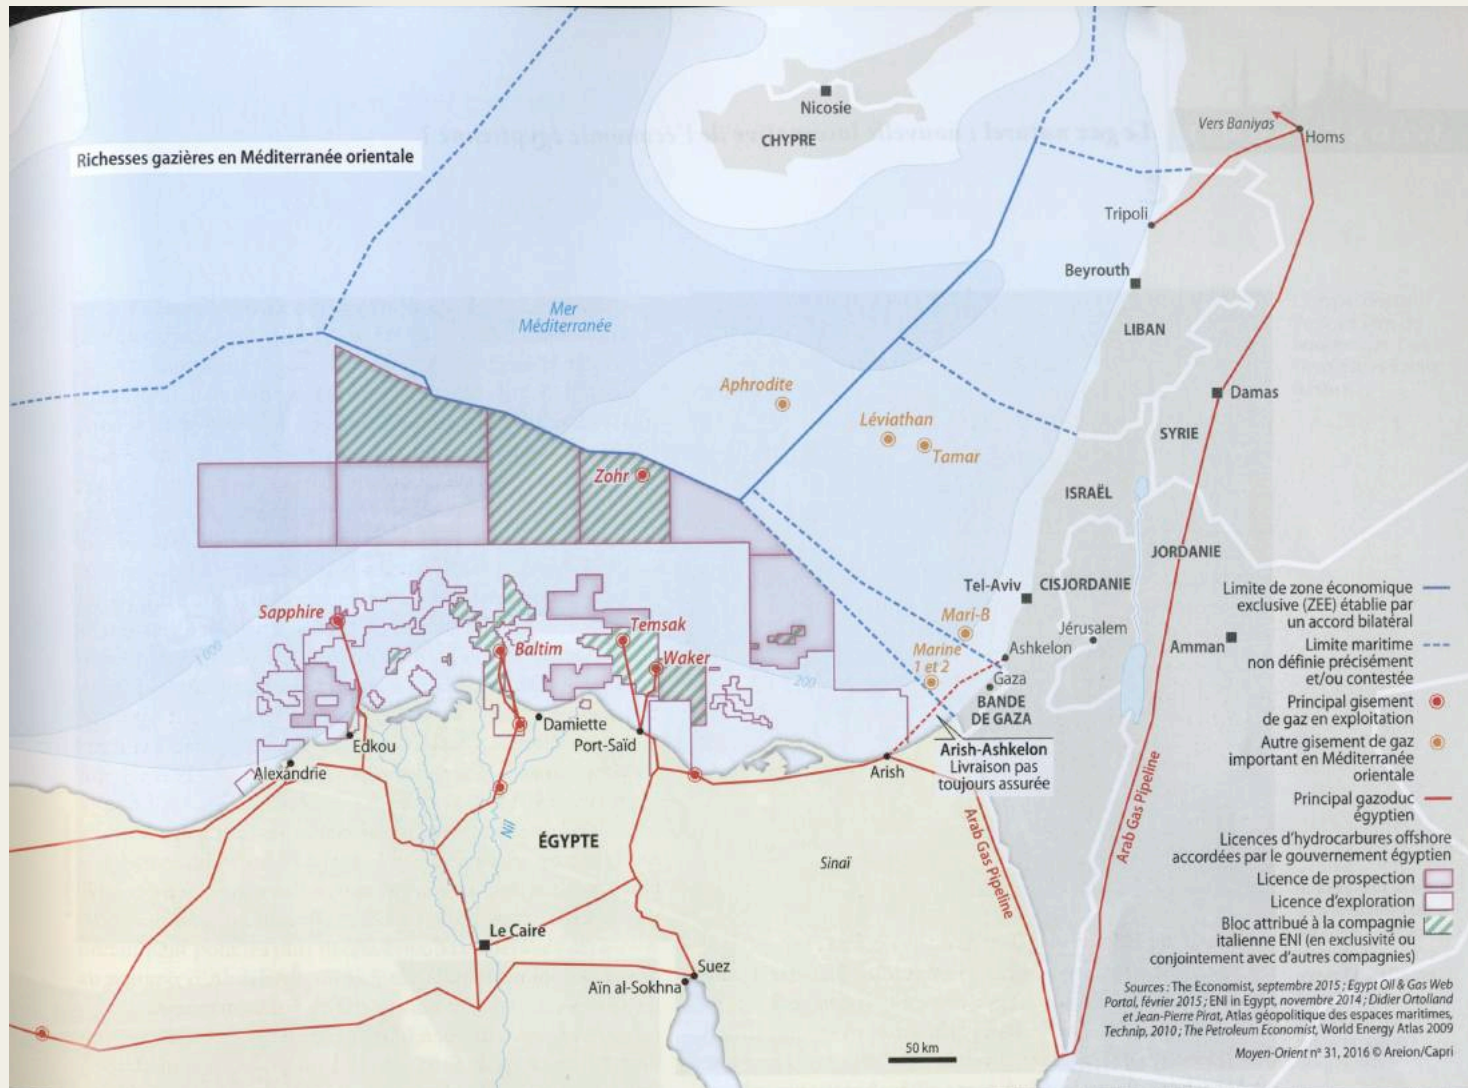 Richesses gazières en Méditerranée orientale
Nicosie
CHYPRE
Vers Baniyas
Homs
Tripoli
Beyrouth
LIBAN
Mer
Méditerranée
Aphrodite
Léviathan
Tamar
Damas
SYRIE
Zohr
ISRAËL
JORDANIE
Tel-Aviv
CISJORDANIE
Jérusalem
Amman
Sapphire
Baltim
Temsak
Waker
Mari-B
Marine
1 et 2
Ashkelon
Gaza
BANDE
DE GAZA
1000
200
Edkou
Alexandrie
Damiette
Port-Saïd
Arish
Arish-Ashkelon
Livraison pas
toujours assurée
Nil
ÉGYPTE
Sinaï
Arab Gas Pipeline
Arab Gas Pipeline
Le Caire
Suez
Aïn al-Sokhna
50 km
Limite de zone économique
exclusive (ZEE) établie par
un accord bilatéral
Limite maritime
non définie précisément
et/ou contestée
Principal gisement
de gaz en exploitation
Autre gisement de gaz
important en Méditerranée
orientale
Principal gazoduc
égyptien
Licences d'hydrocarbures offshore
accordées par le gouvernement égyptien
Licence de prospection
Licence d'exploration
Bloc attribué à la compagnie
italienne ENI (en exclusivité ou
conjointement avec d'autres compagnies)
Sources : The Economist, septembre 2015 ; Egypt Oil & Gas Web
Portal, février 2015 ; ENI in Egypt, novembre 2014 ; Didier Ortolland
et Jean-Pierre Pirat, Atlas géopolitique des espaces maritimes,
Technip, 2010 ; The Petroleum Economist, World Energy Atlas 2009
Moyen-Orient n° 31, 2016 © Areion/Capri